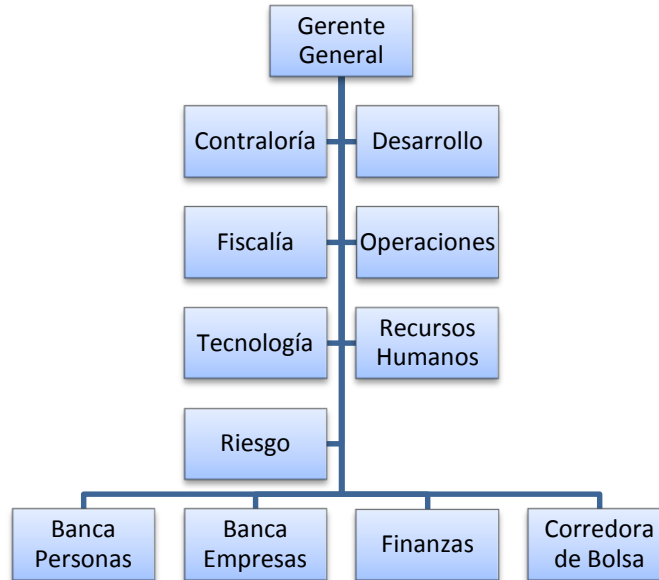 Gerente
General
Contraloría
Desarrollo
Fiscalía
Operaciones
Tecnología
Recursos
Humanos
Riesgo
Banca
Personas
Banca
Empresas
Finanzas
Corredora
de Bolsa